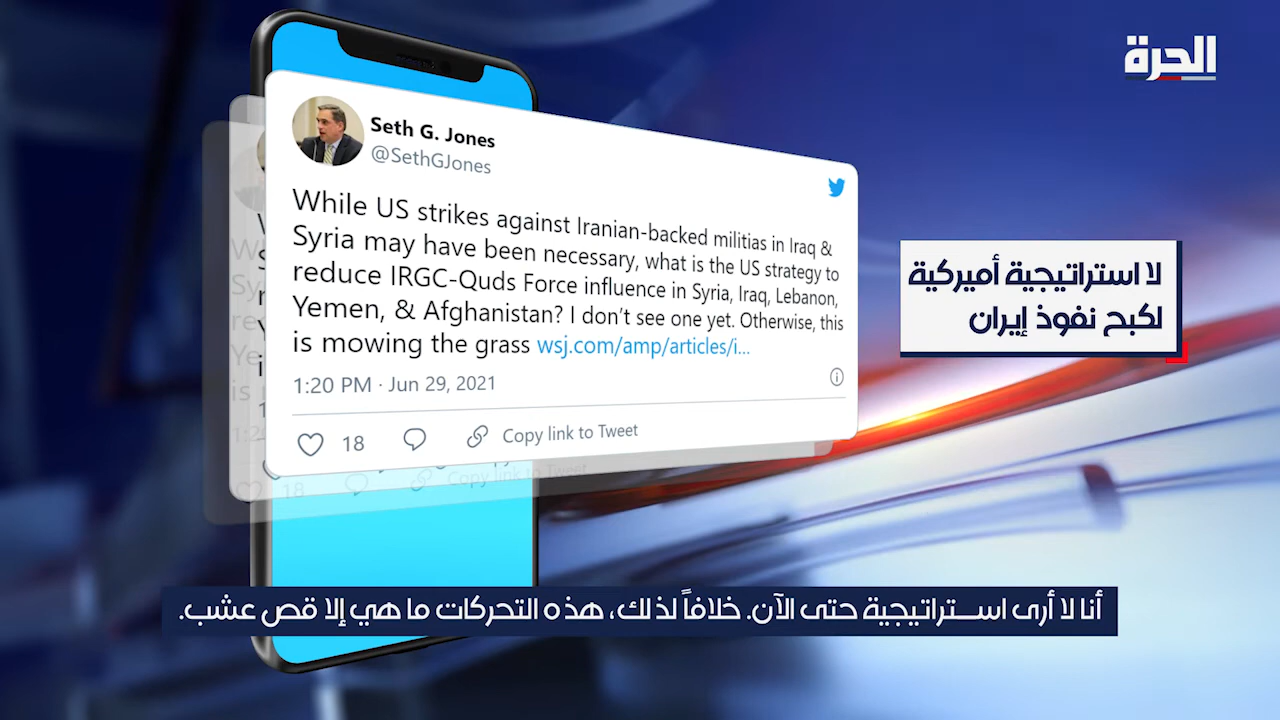 الحرة
Seth G. Jones
@SethGJones
While US strikes against Iranian-backed militias in Iraq &
Syria may have been necessary, what is the US strategy to
reduce IRGC-Quds Force influence in Syria, Iraq, Lebanon,
Yemen, & Afghanistan? I don't see one yet. Otherwise, this
is mowing the grass wsj.com/amp/articles/i...
1:20 PM · Jun 29, 2021
18
Copy link to Tweet
لا استراتيجية أميركية
لكبح نفوذ إيران
أنا لا أرى استراتيجية حتى الآن. خلافاً لذلك، هذه التحركات ما هي إلا قص عشب.